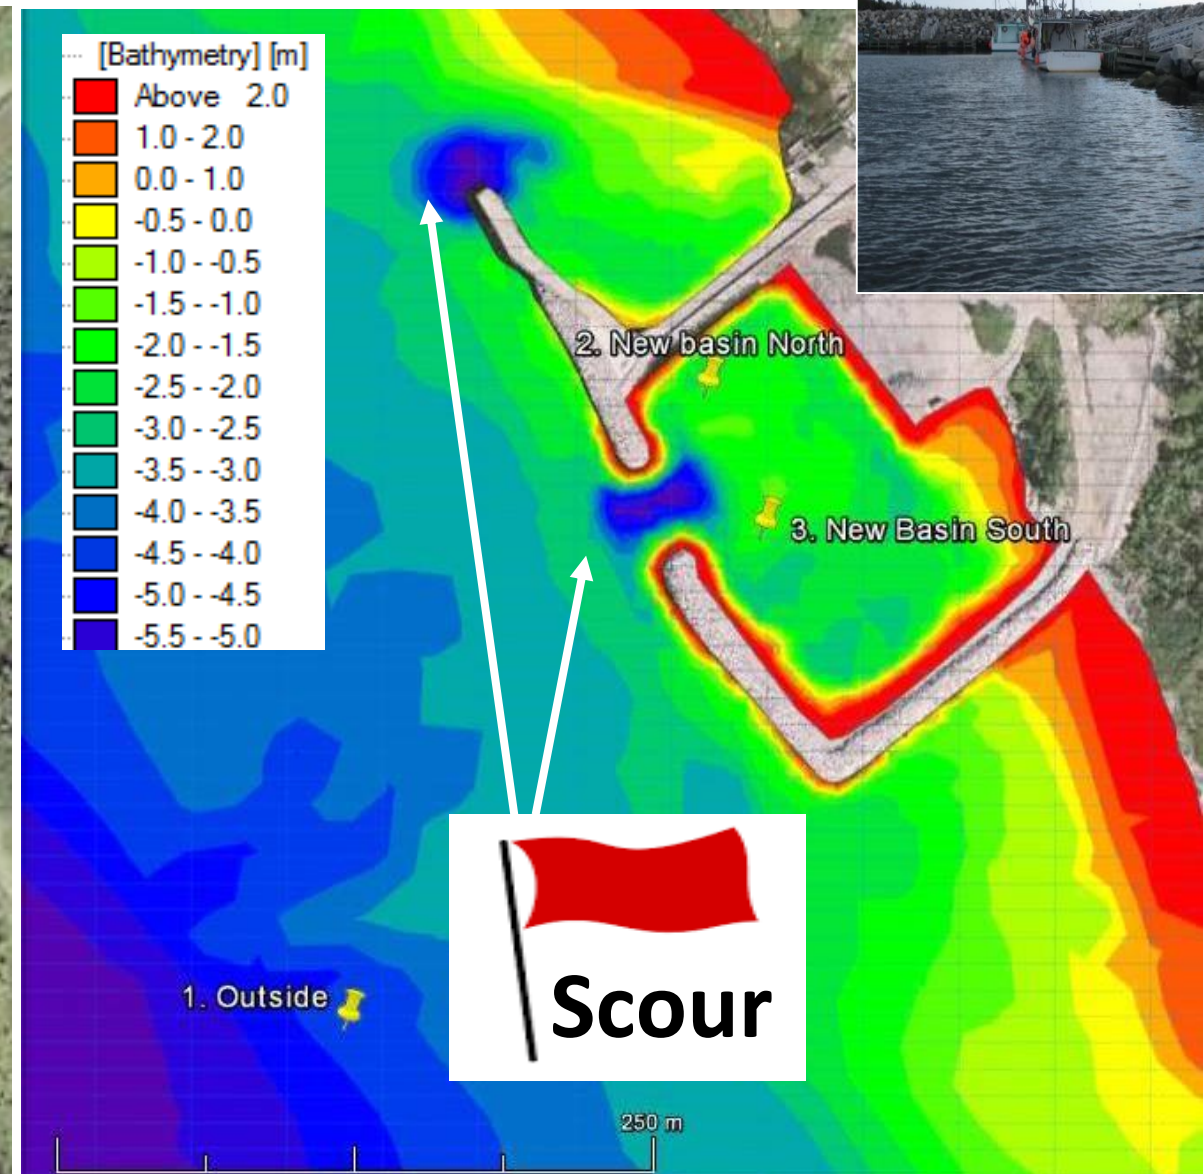 [Bathymetry] [m]
Above 2.0
1.0 - 2.0
0.0 - 1.0
-0.5 - 0.0
-1.0 - -0.5
-1.5 - -1.0
-2.0 - -1.5
-2.5 - -2.0
-3.0 - -2.5
-3.5 - -3.0
-4.0 - -3.5
-4.5 - -4.0
-5.0 - -4.5
-5.5 - -5.0
2. New basin North
3. New Basin South
1. Outside
Scour
250 m